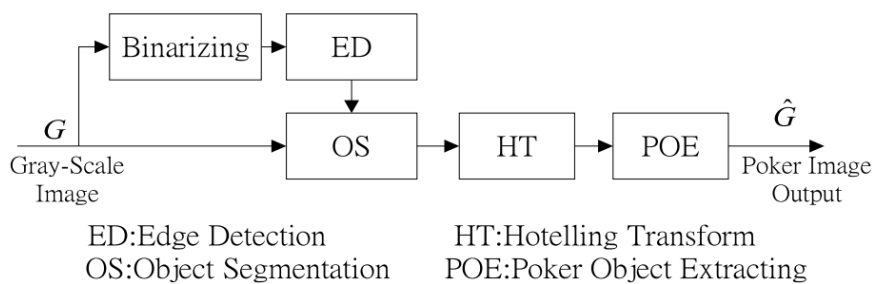 Binarizing
ED
G
Gray-Scale
Image
OS
HT
POE
Ĝ
Poker Image
Output
ED:Edge Detection
HT:Hotelling Transform
OS:Object Segmentation
POE:Poker Object Extracting